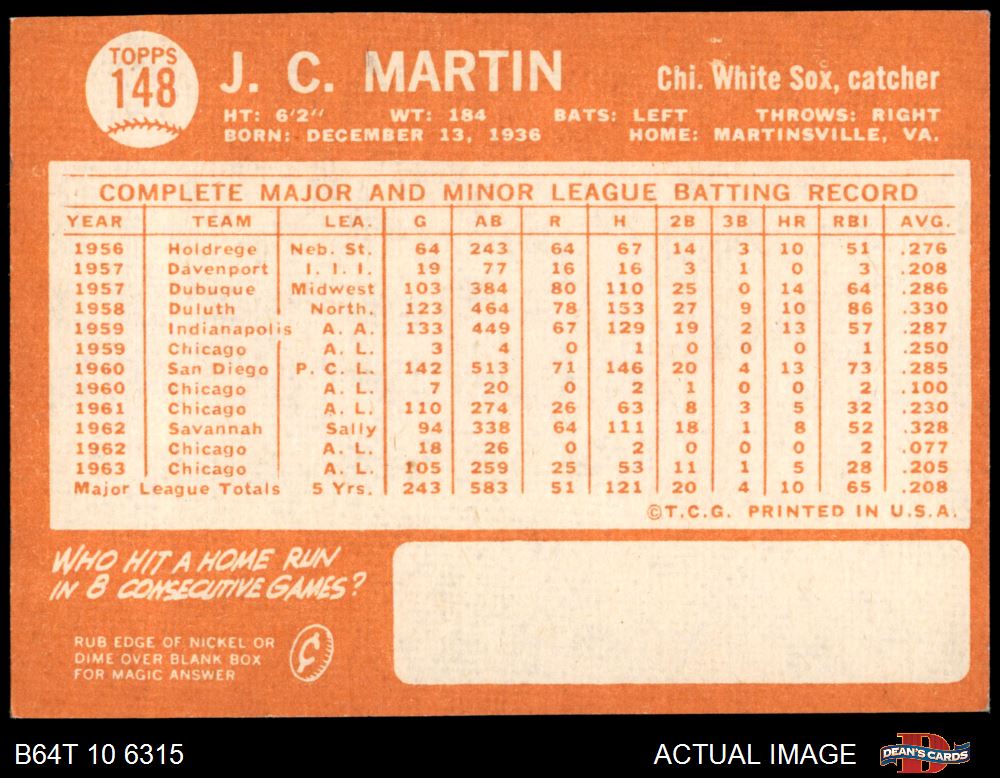 TOPPS
148
J. C. MARTIN
Chi. White Sox, catcher
HT: 6'2" WT: 184 BATS: LEFT THROWS: RIGHT
BORN: DECEMBER 13, 1936 HOME: MARTINSVILLE, VA.
COMPLETE MAJOR AND MINOR LEAGUE BATTING RECORD
YEAR TEAM LEA. G AB R H 2B 3B HR RBI AVG.
1956 Holdrege Neb. St. 64 243 64 67 14 3 10 51 .276
1957 Davenport I. I. I. 19 77 16 16 3 1 0 3 .208
1957 Dubuque Midwest 103 384 80 110 25 0 14 64 .286
1958 Duluth North. 123 464 78 153 27 9 10 86 .330
1959 Indianapolis A. A. 133 449 67 129 19 2 13 57 .287
1959 Chicago A. L. 3 4 0 1 0 0 0 1 .250
1960 San Diego P. C. L. 142 513 71 146 20 4 13 73 .285
1960 Chicago A. L. 7 20 0 2 1 0 0 2 .100
1961 Chicago A. L. 110 274 26 63 8 3 5 32 .230
1962 Savannah Sally 94 338 64 111 18 1 8 52 .328
1962 Chicago A. L. 18 26 0 2 0 0 0 2 .077
1963 Chicago A. L. 105 259 25 53 11 1 5 28 .205
Major League Totals 5 Yrs. 243 583 51 121 20 4 10 65 .208
©T.C.G. PRINTED IN U.S.A.
WHO HIT A HOME RUN
IN 8 CONSECUTIVE GAMES?
RUB EDGE OF NICKEL OR
DIME OVER BLANK BOX
FOR MAGIC ANSWER
¢
B64T 10 6315
ACTUAL IMAGE
D
DEAN'S CARDS